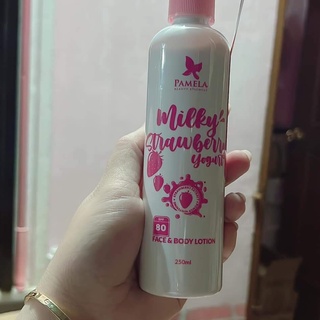 PAMELA
Milky
Strawberry
Yogurt
80
FACE & BODY LOTION
250ml